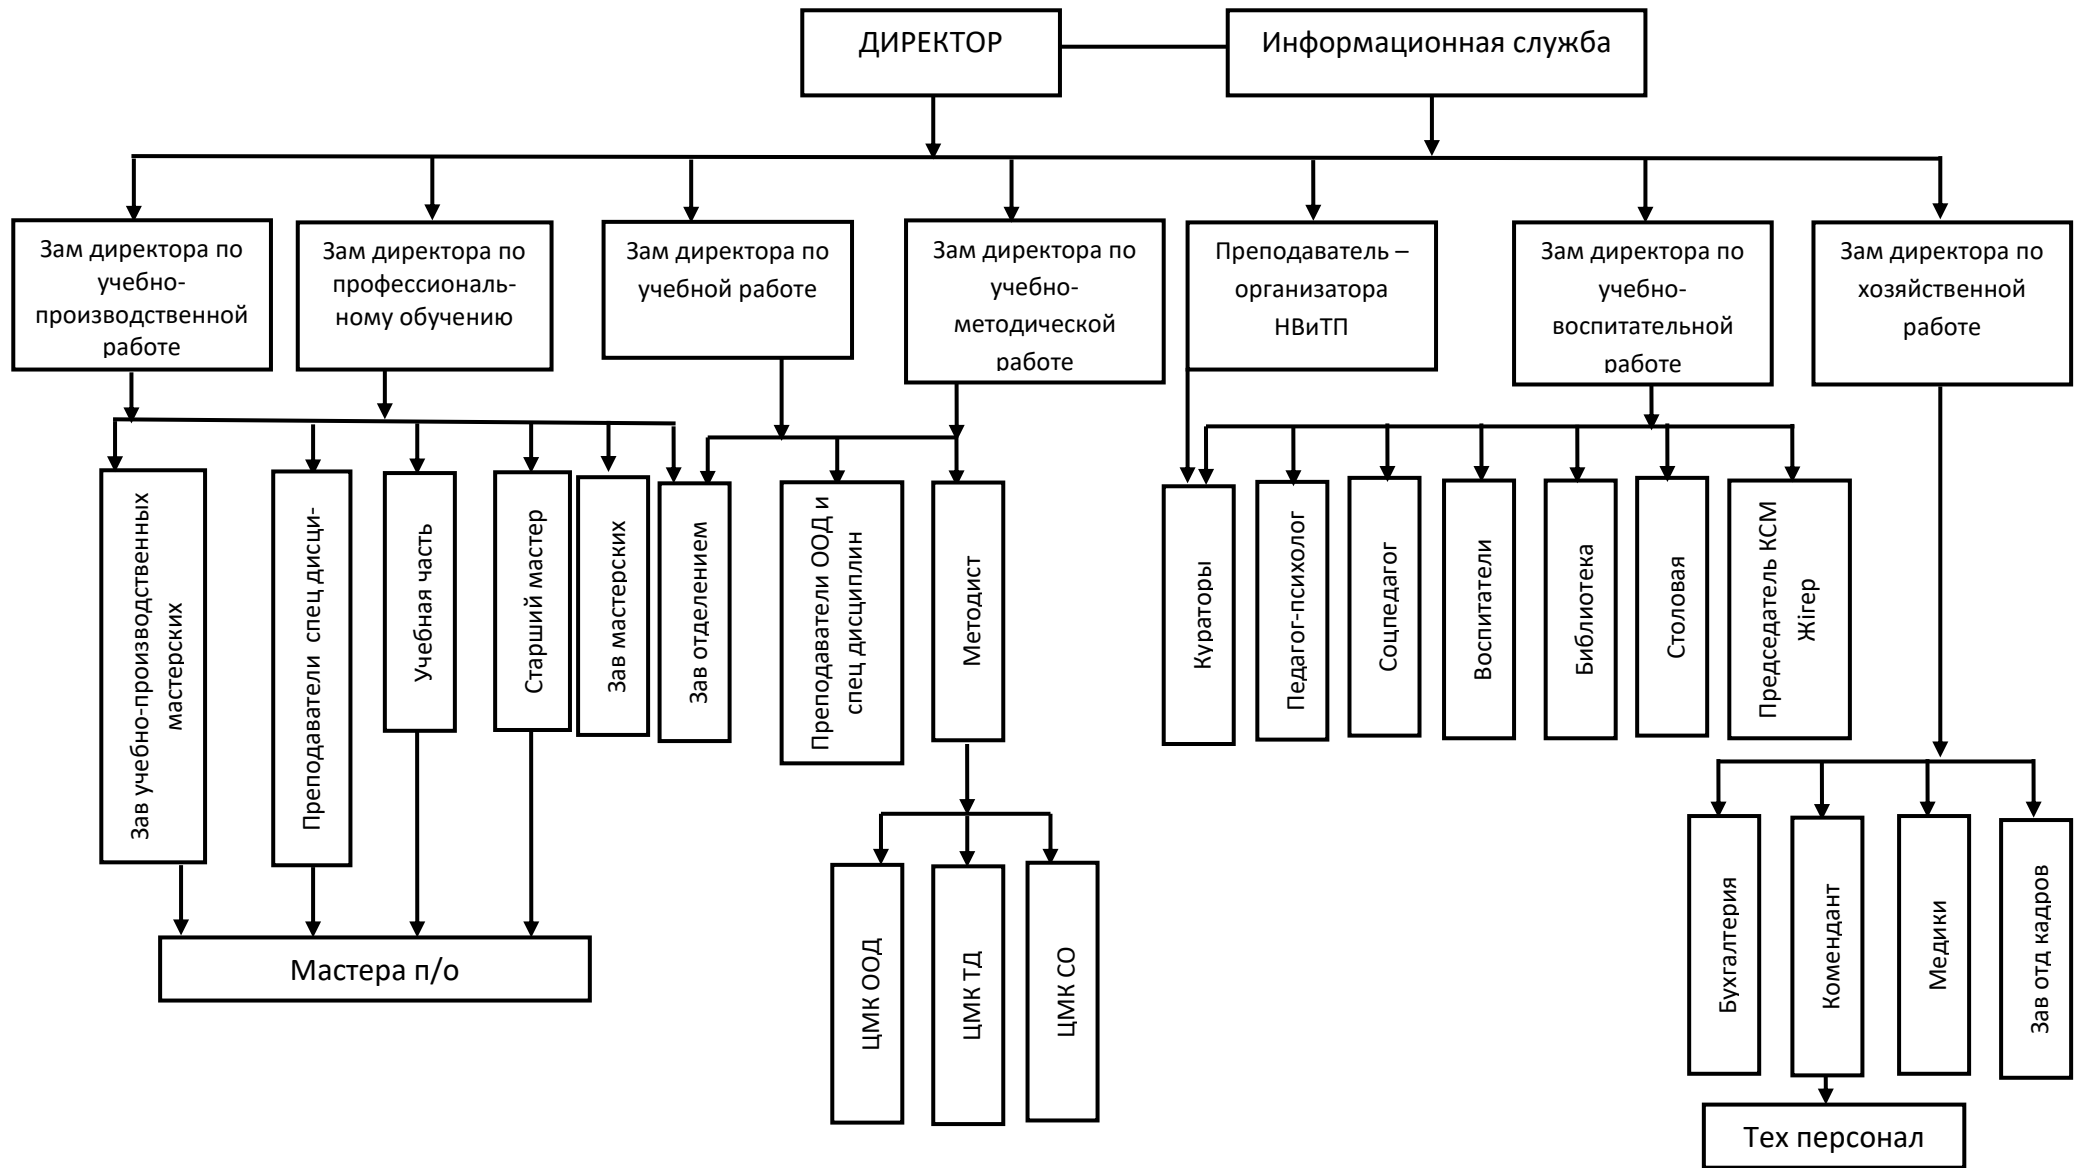 ДИРЕКТОР
Информационная служба
Зам директора по
учебно-
производственной
работе
Зам директора по
профессиональ-
ному обучению
Зам директора по
учебной работе
Зам директора по
учебно-
методической
работе
Преподаватель –
организатора
НВиТП
Зам директора по
учебно-
воспитательной
работе
Зам директора по
хозяйственной
работе
Зав учебно-производственных
мастерских
Преподаватели спец дисци-
Учебная часть
Старший мастер
Зав мастерских
Зав отделением
Преподаватели ООД и
спец дисциплин
Методист
Кураторы
Педагог-психолог
Соцпедагог
Воспитатели
Библиотека
Столовая
Председатель КСМ
Жігер
Мастера п/о
ЦМК ООД
ЦМК ТД
ЦМК СО
Бухгалтерия
Комендант
Медики
Зав отд кадров
Тех персонал